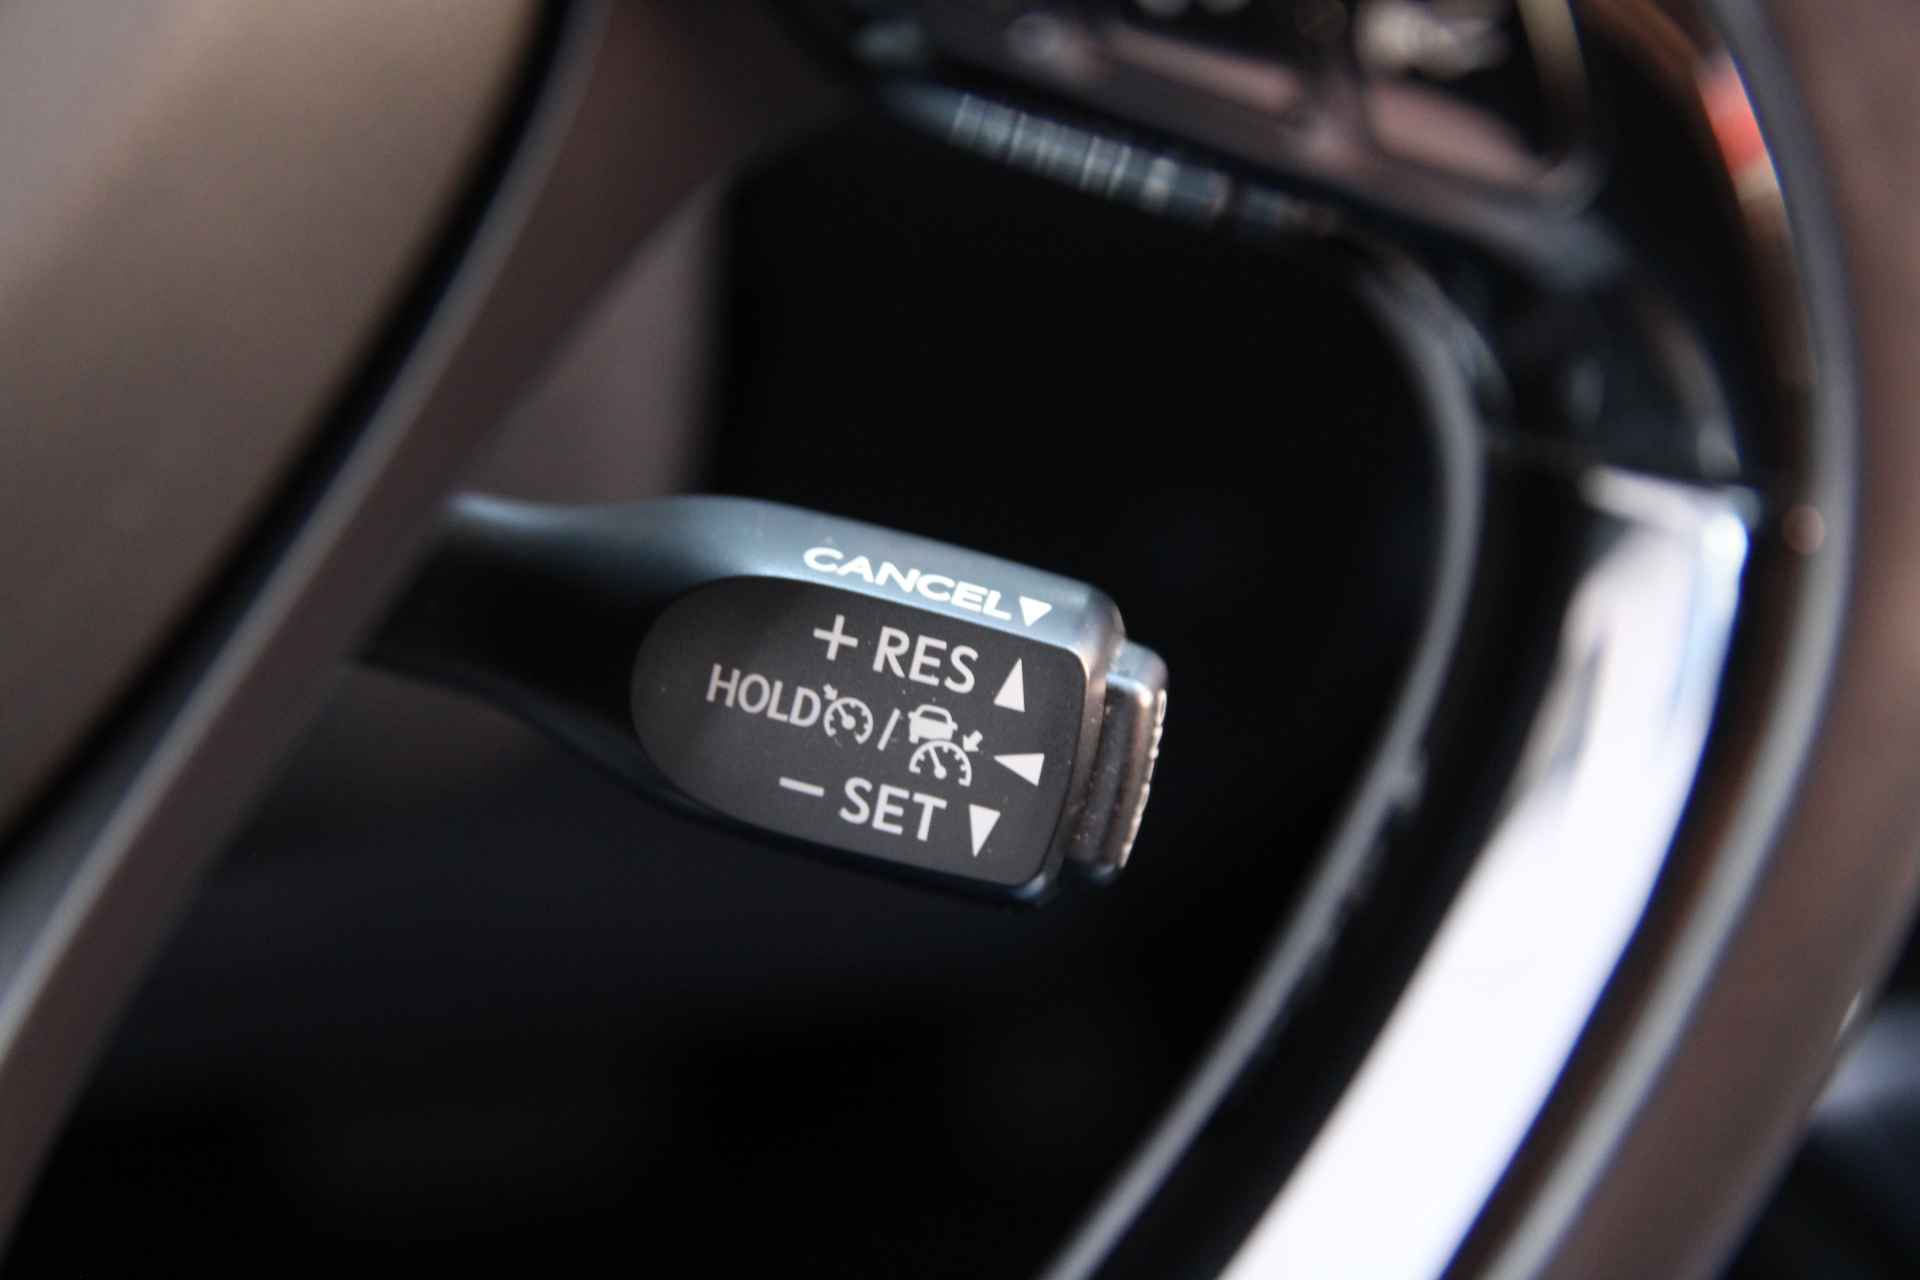 CANCEL▼
+ RES ▲
HOLD / ◀
− SET ▼